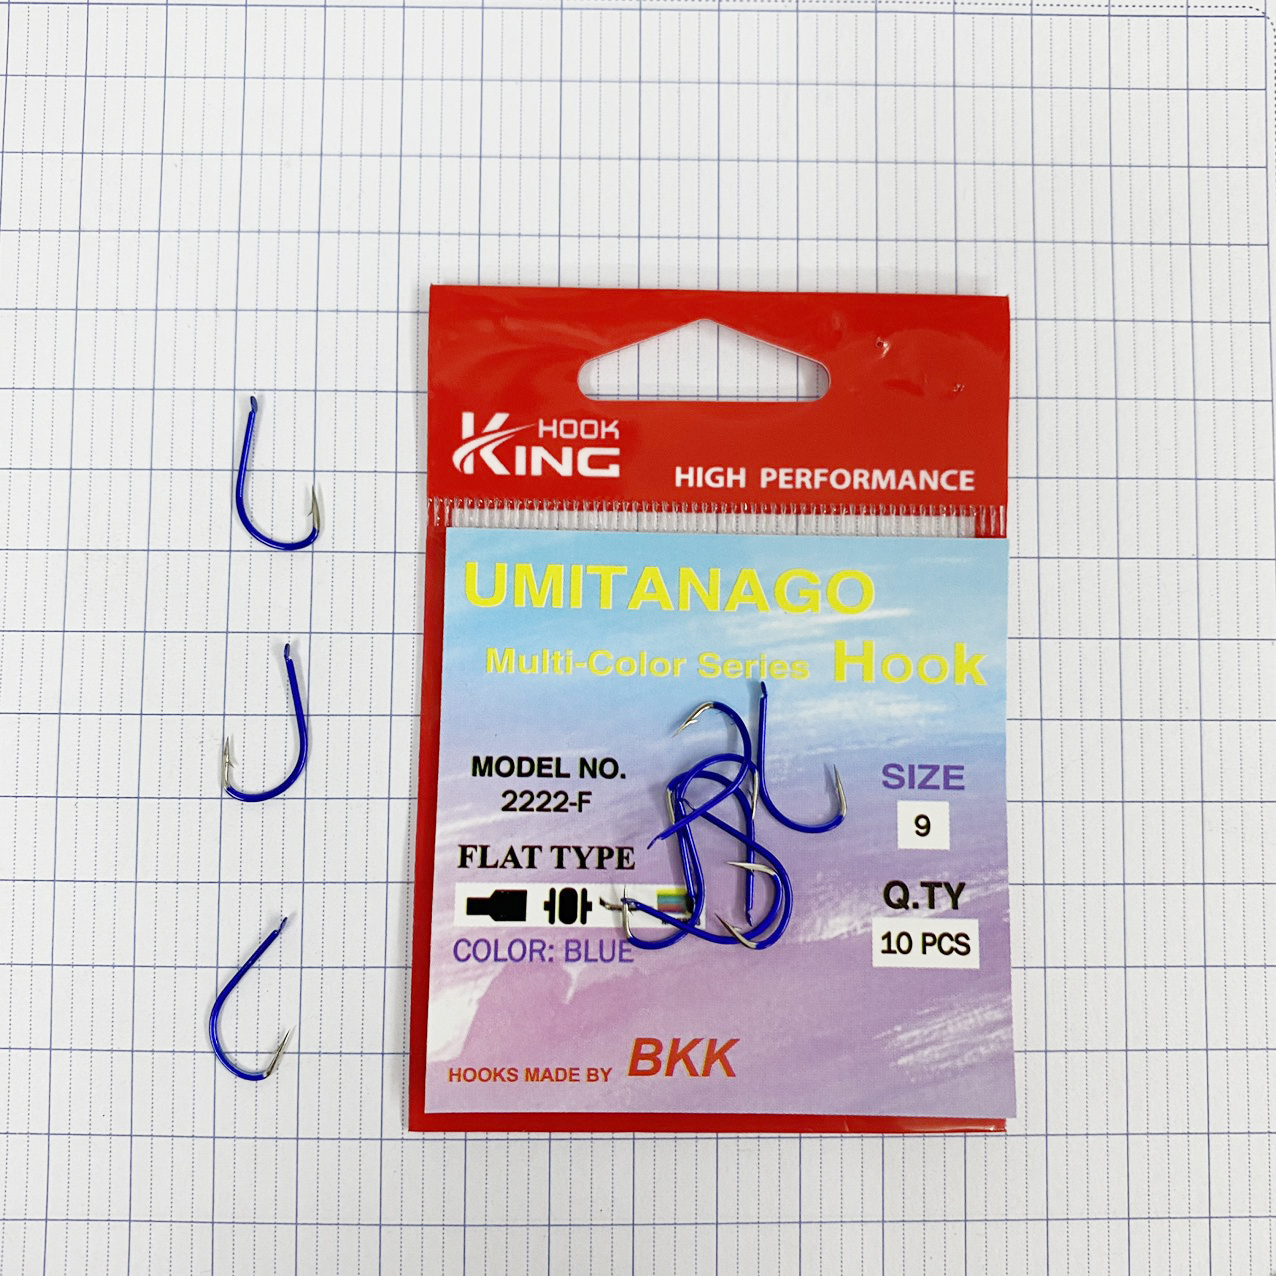 HOOK
KING
HIGH PERFORMANCE
UMITANAGO
Multi-Color Series Hook
MODEL NO.
2222-F
SIZE
9
FLAT TYPE
Q.TY
10 PCS
COLOR: BLUE
HOOKS MADE BY BKK